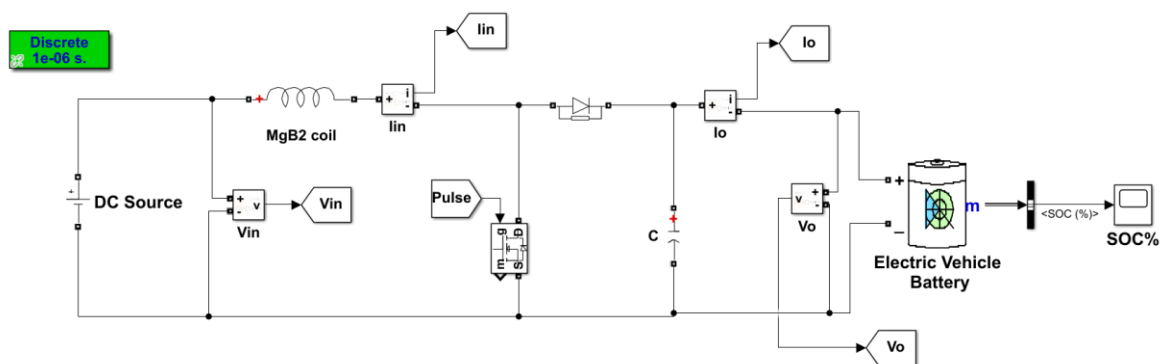 Discrete
1e-06 s.
Iin
Io
MgB2 coil
i
+
-
Iin
i
+
-
Io
DC Source
+
+
-
v
Vin
Vin
Pulse
g
D
m
S
C
v
+
-
Vo
+
_
m
<SOC (%)>
SOC%
Electric Vehicle
Battery
Vo